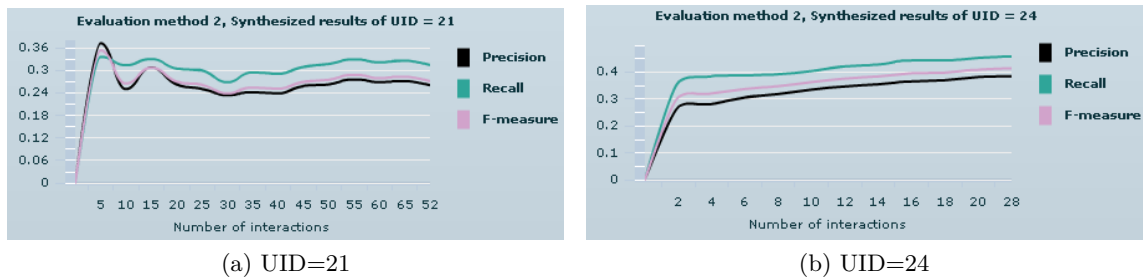 Evaluation method 2, Synthesized results of UID = 21
0.36
0.3
0.24
0.18
0.12
0.06
0
5 10 15 20 25 30 35 40 45 50 55 60 65 52
Number of interactions
Precision
Recall
F-measure
(a) UID=21
Evaluation method 2, Synthesized results of UID = 24
0.4
0.3
0.2
0.1
0
2 4 6 8 10 12 14 16 18 20 28
Number of interactions
Precision
Recall
F-measure
(b) UID=24